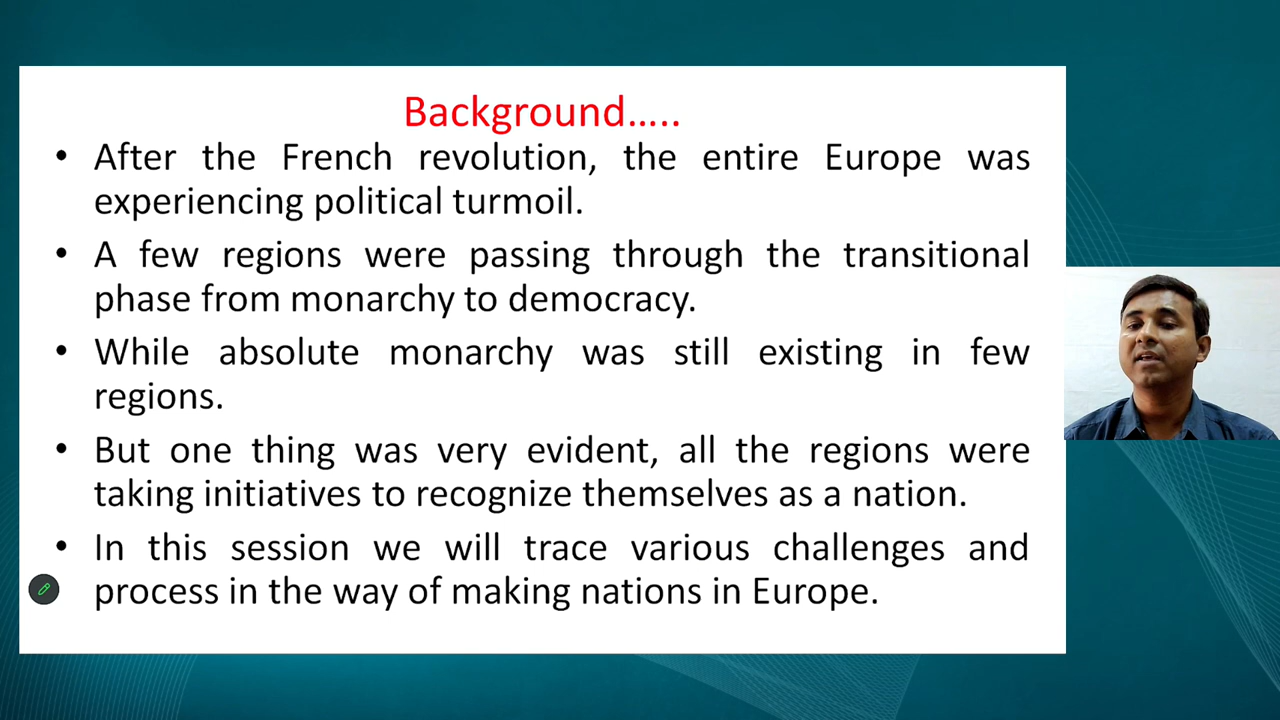 Background…..
• After the French revolution, the entire Europe was
experiencing political turmoil.
• A few regions were passing through the transitional
phase from monarchy to democracy.
• While absolute monarchy was still existing in few
regions.
• But one thing was very evident, all the regions were
taking initiatives to recognize themselves as a nation.
• In this session we will trace various challenges and
process in the way of making nations in Europe.